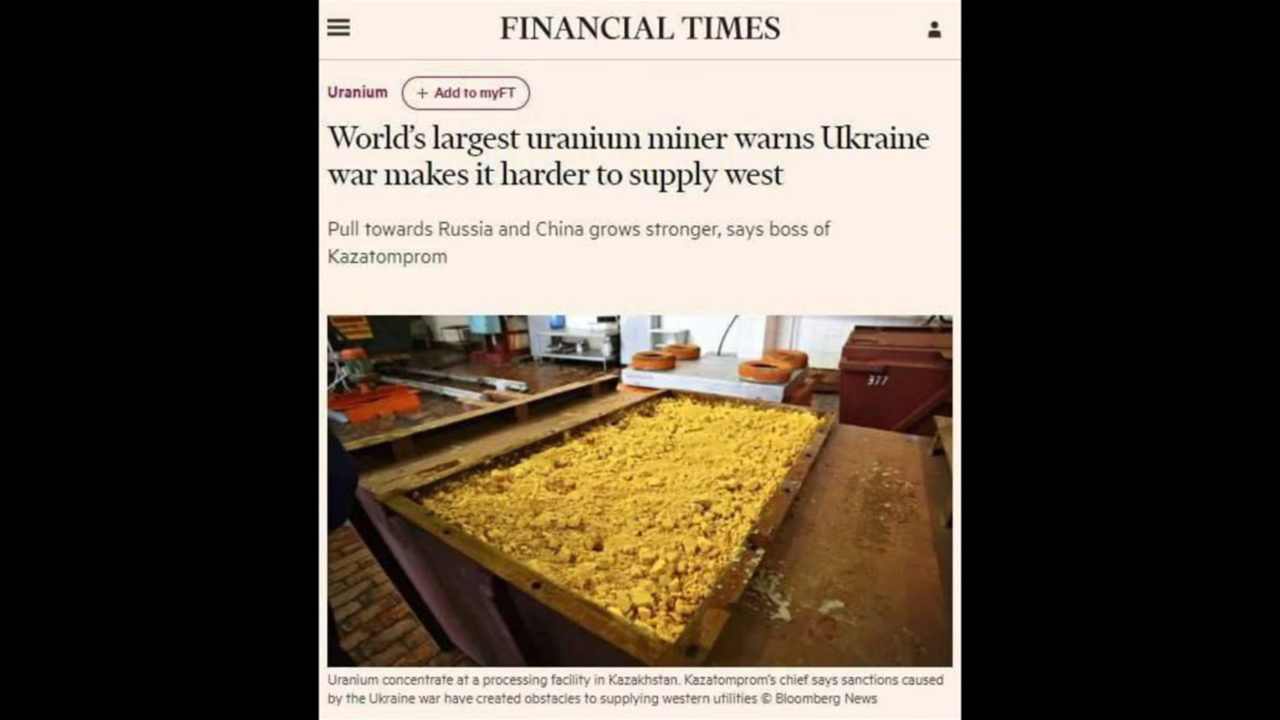 FINANCIAL TIMES
Uranium
+ Add to myFT
World's largest uranium miner warns Ukraine
war makes it harder to supply west
Pull towards Russia and China grows stronger, says boss of
Kazatomprom
377
Uranium concentrate at a processing facility in Kazakhstan. Kazatomprom's chief says sanctions caused
by the Ukraine war have created obstacles to supplying western utilities © Bloomberg News